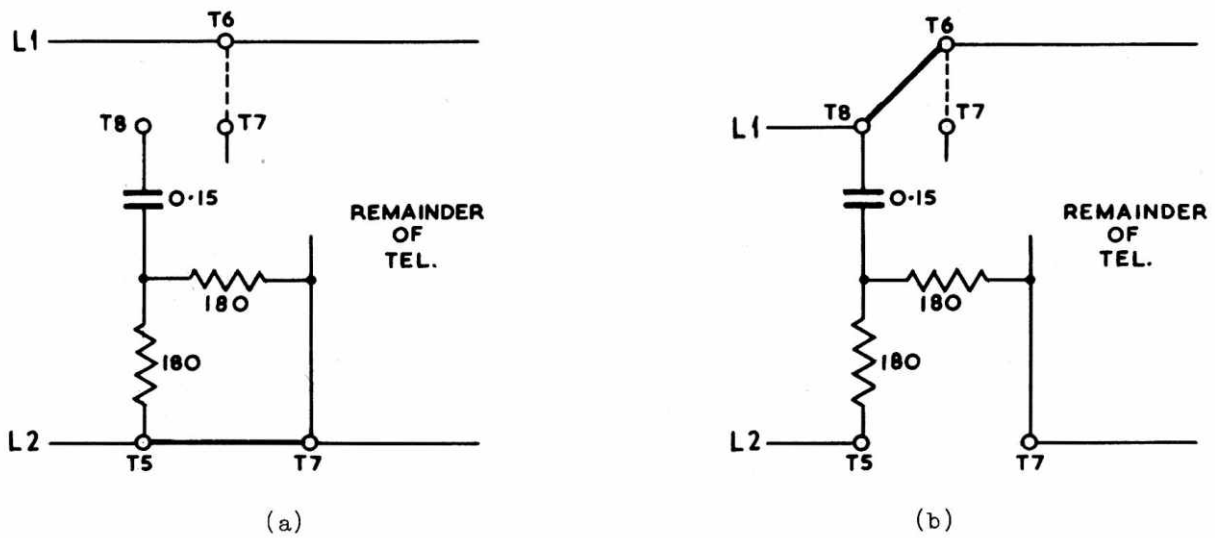 L1
T6
T8
T7
0·15
REMAINDER
OF
TEL.
180
180
L2
T5
T7
(a)
T6
L1
T8
T7
0·15
REMAINDER
OF
TEL.
180
180
L2
T5
T7
(b)